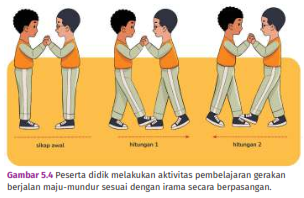 sikap awal
hitungan 1
hitungan 2
Gambar 5.4 Peserta didik melakukan aktivitas pembelajaran gerakan
berjalan maju-mundur sesuai dengan irama secara berpasangan.